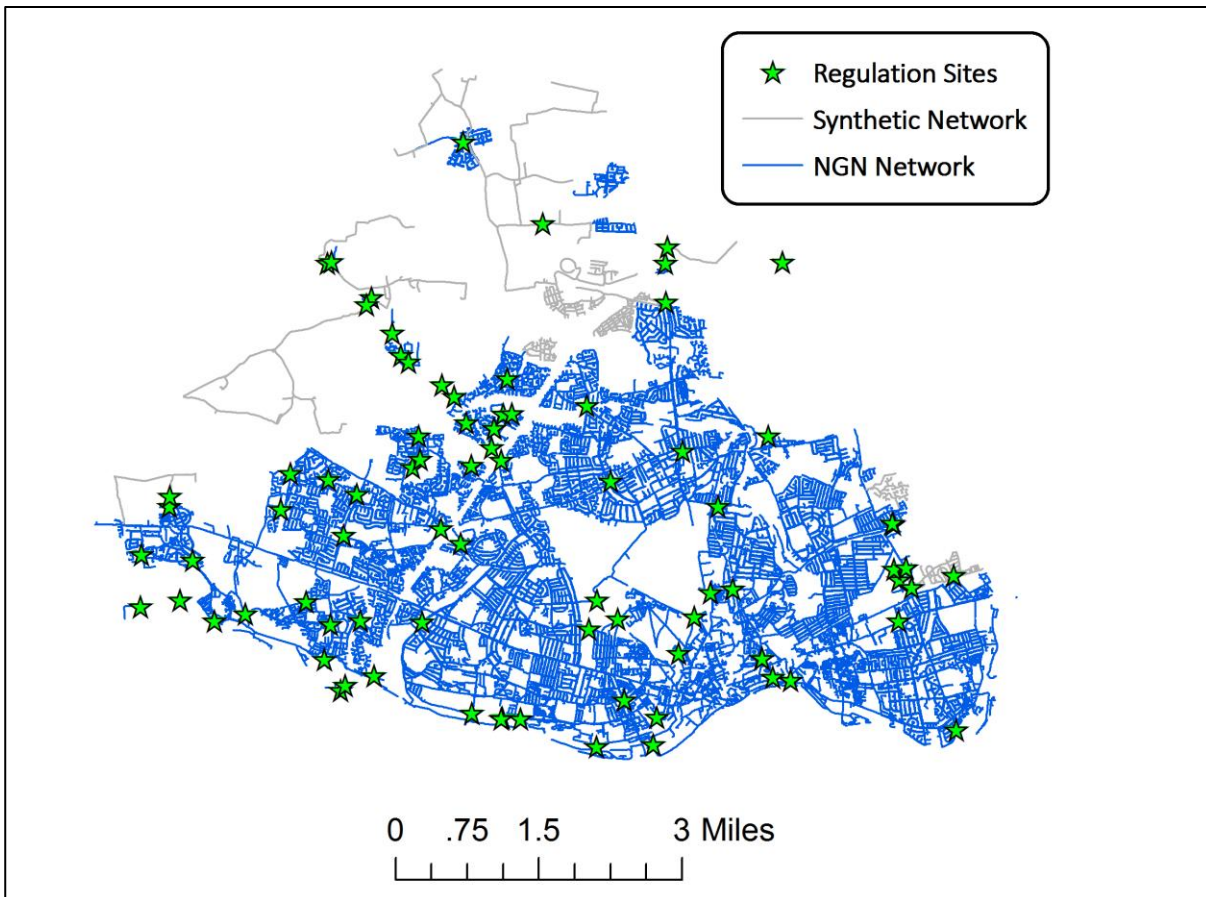 Regulation Sites
Synthetic Network
NGN Network
0 .75 1.5 3 Miles